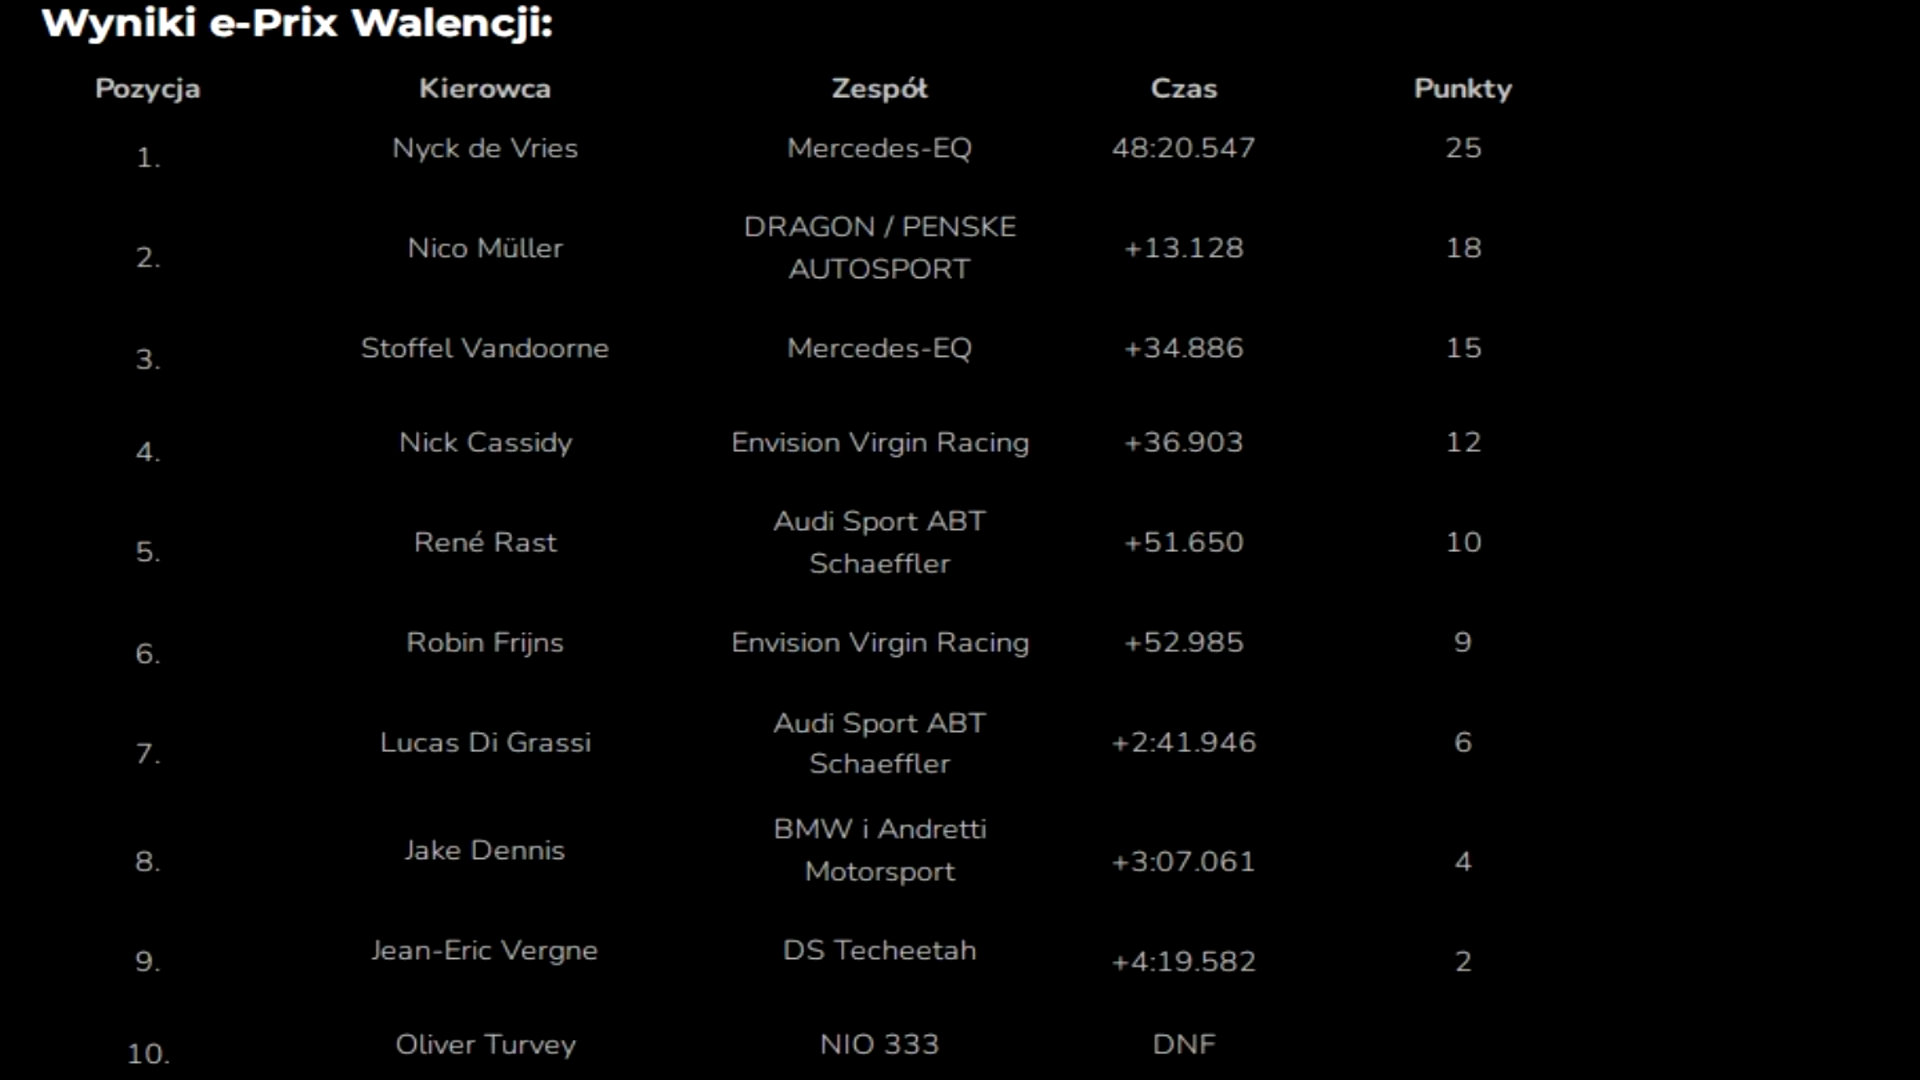 Wyniki e-Prix Walencji:
Pozycja Kierowca Zespół Czas Punkty
1. Nyck de Vries Mercedes-EQ 48:20.547 25
2. Nico Müller DRAGON / PENSKE AUTOSPORT +13.128 18
3. Stoffel Vandoorne Mercedes-EQ +34.886 15
4. Nick Cassidy Envision Virgin Racing +36.903 12
5. René Rast Audi Sport ABT Schaeffler +51.650 10
6. Robin Frijns Envision Virgin Racing +52.985 9
7. Lucas Di Grassi Audi Sport ABT Schaeffler +2:41.946 6
8. Jake Dennis BMW i Andretti Motorsport +3:07.061 4
9. Jean-Eric Vergne DS Techeetah +4:19.582 2
10. Oliver Turvey NIO 333 DNF